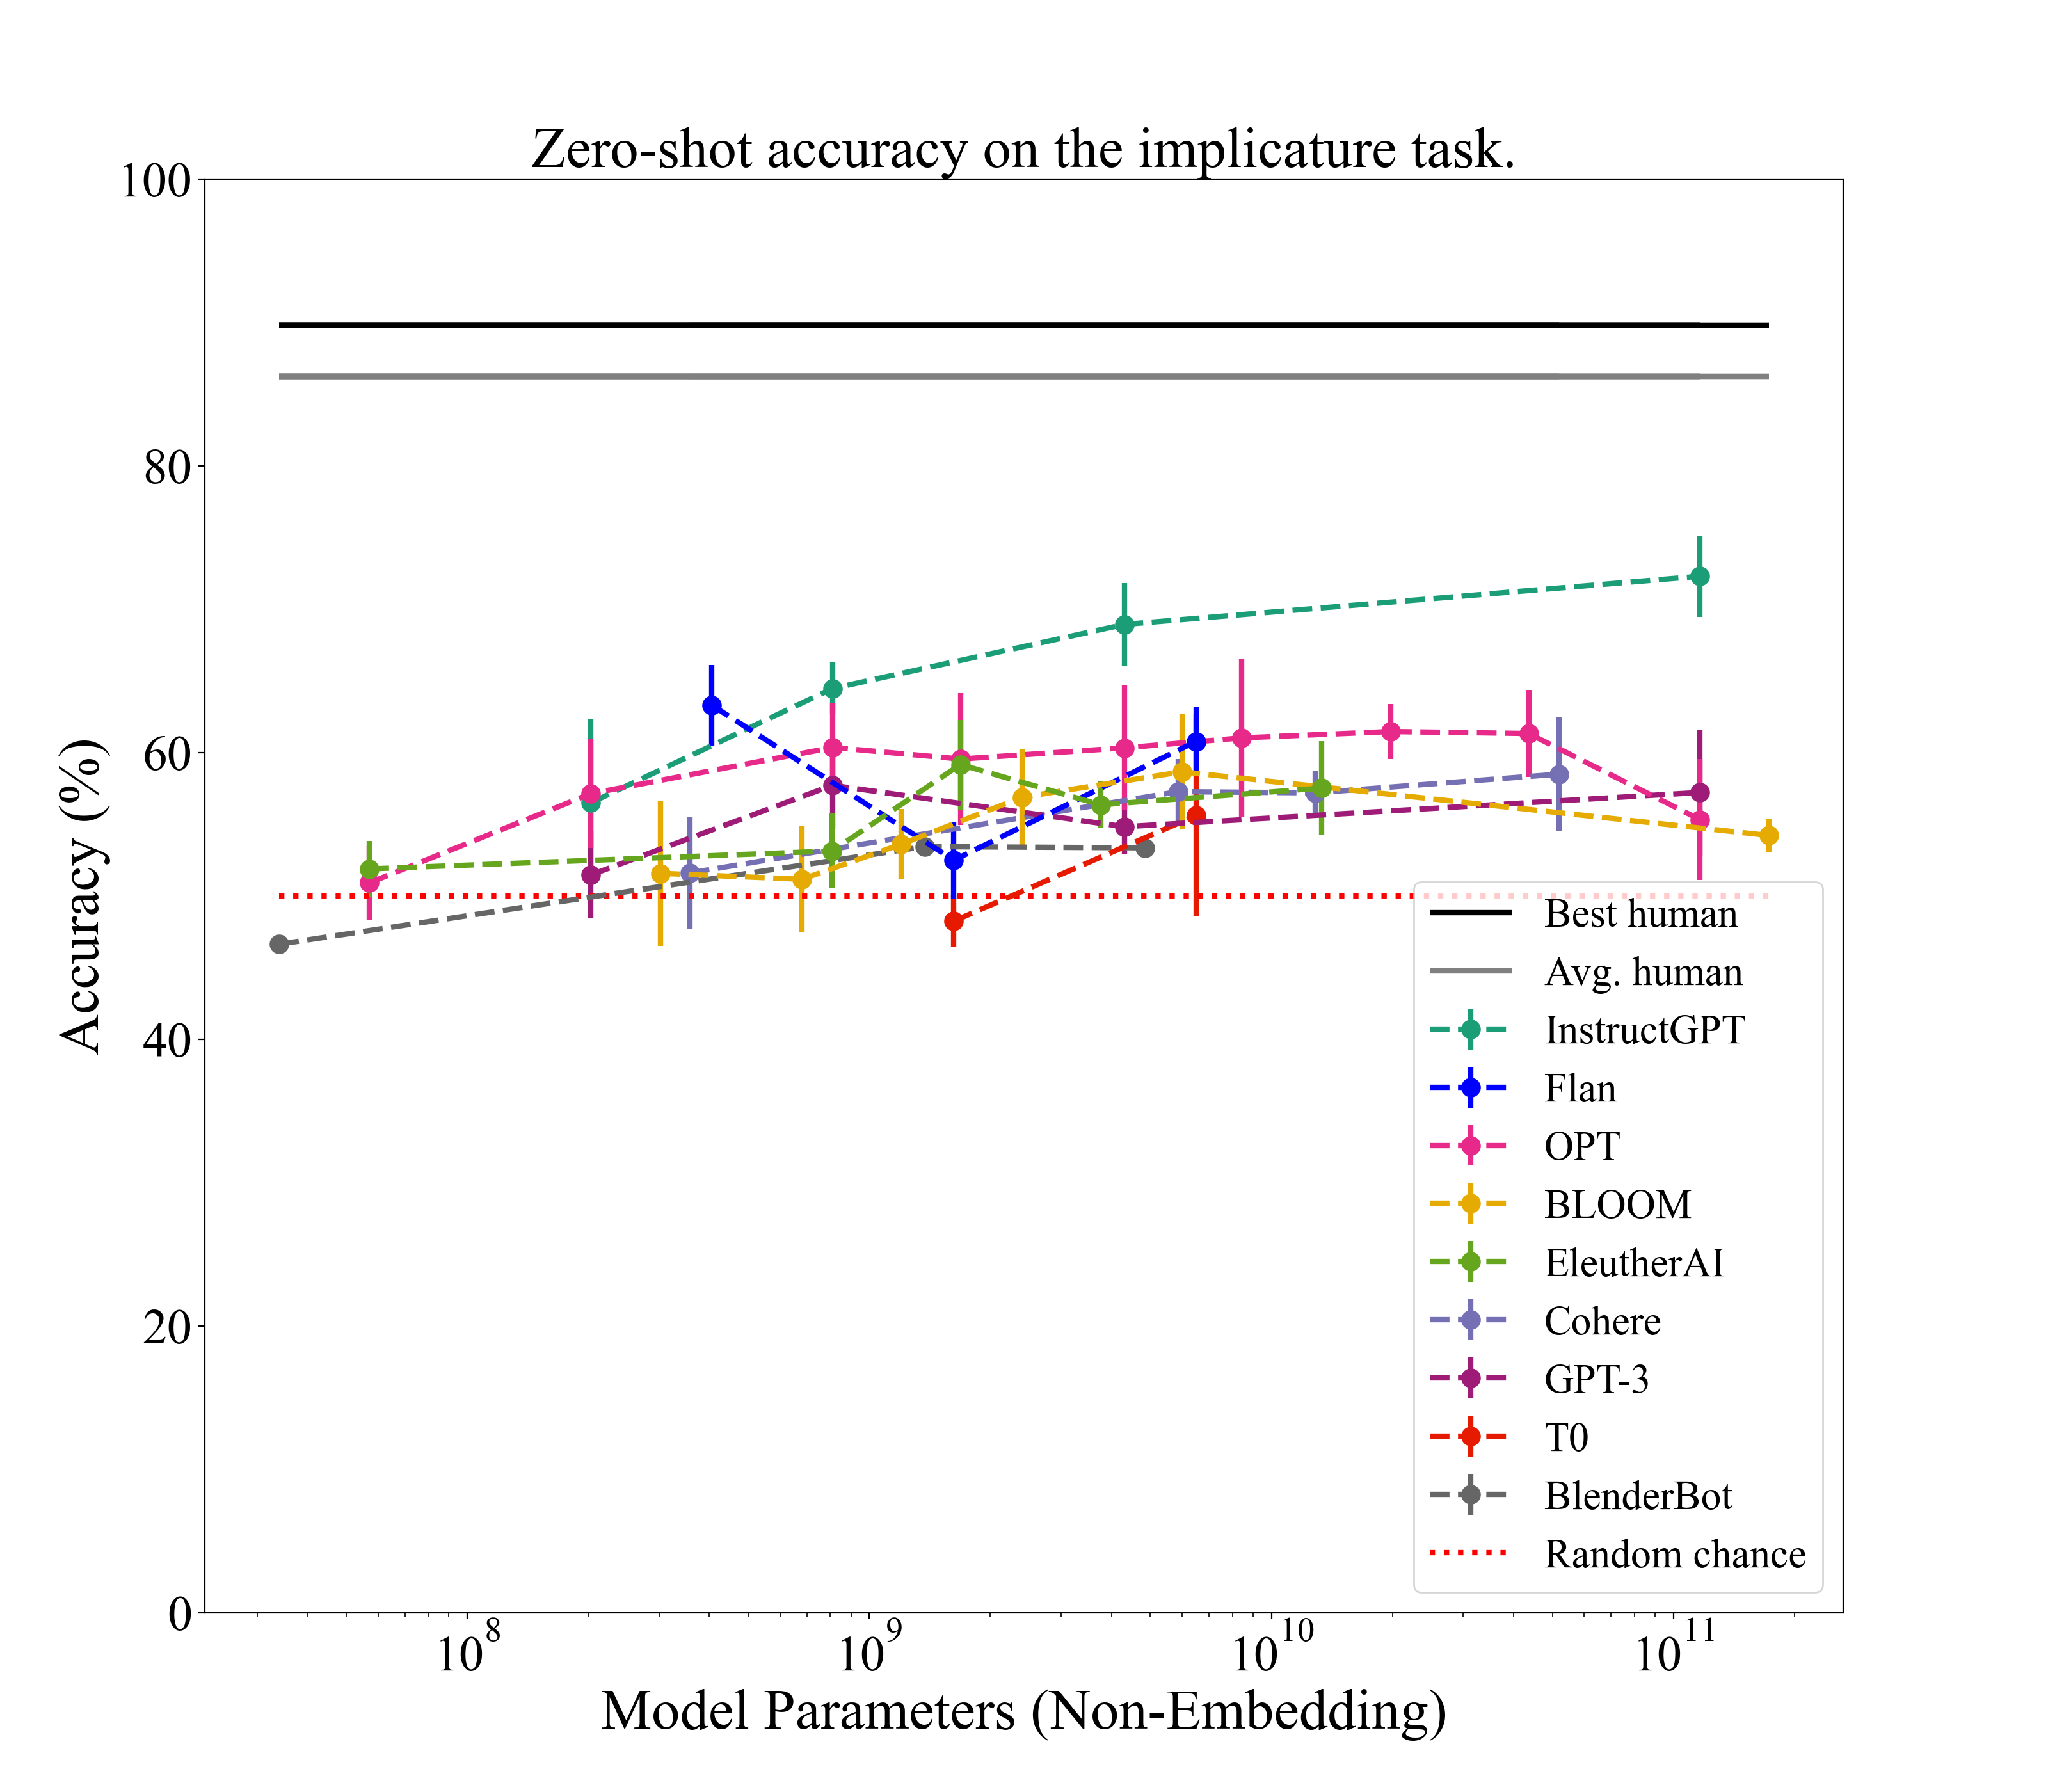 Zero-shot accuracy on the implicature task.
100
80
60
40
20
0
Accuracy (%)
10^8
10^9
10^10
10^11
Model Parameters (Non-Embedding)
Best human
Avg. human
InstructGPT
Flan
OPT
BLOOM
EleutherAI
Cohere
GPT-3
T0
BlenderBot
Random chance